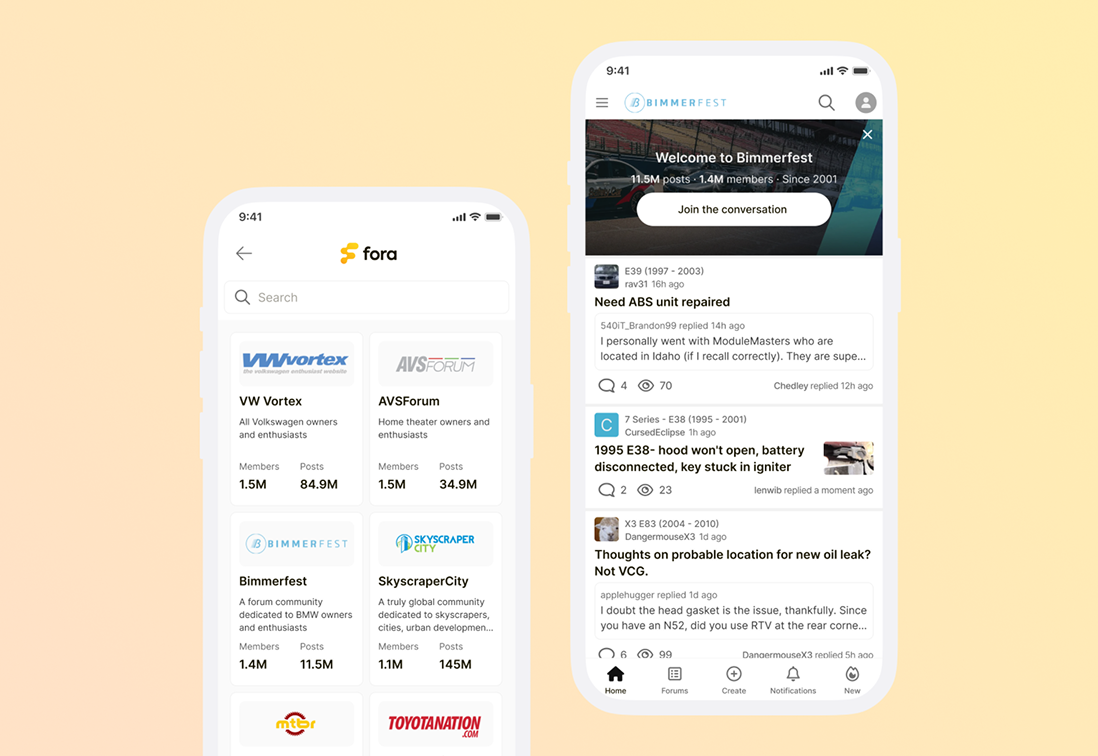 9:41
fora
Search
VWvortex
the volkswagen enthusiast website
VW Vortex
All Volkswagen owners
and enthusiasts
Members Posts
1.5M 84.9M
AVSFORUM
AVSForum
Home theater owners and
enthusiasts
Members Posts
1.5M 34.9M
BIMMERFEST
Bimmerfest
A forum community
dedicated to BMW owners
and enthusiasts
Members Posts
1.4M 11.5M
SKYSCRAPER
CITY
SkyscraperCity
A truly global community
dedicated to skyscrapers,
cities, urban developmen...
Members Posts
1.1M 145M
mtbr
TOYOTANATION
.COM
9:41
B BIMMERFEST
Welcome to Bimmerfest
11.5M posts · 1.4M members · Since 2001
Join the conversation
E39 (1997 - 2003)
rav31 16h ago
Need ABS unit repaired
540iT_Brandon99 replied 14h ago
I personally went with ModuleMasters who are
located in Idaho (if I recall correctly). They are supe...
4 70 Chedley replied 12h ago
C
7 Series - E38 (1995 - 2001)
CursedEclipse 1h ago
1995 E38- hood won't open, battery
disconnected, key stuck in igniter
2 23 lenwib replied a moment ago
X3 E83 (2004 - 2010)
DangermouseX3 1d ago
Thoughts on probable location for new oil leak?
Not VCG.
applehugger replied 1d ago
I doubt the head gasket is the issue, thankfully. Since
you have an N52, did you use RTV at the rear corne...
6 99 DangermouseX3 replied 5h ago
Home Forums Create Notifications New